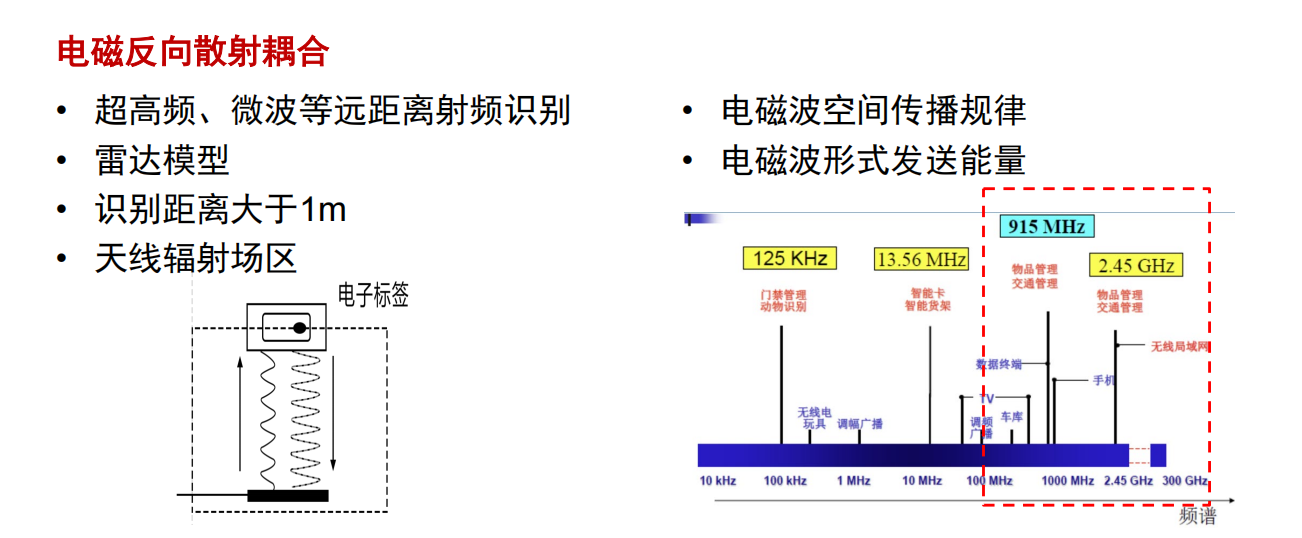 电磁反向散射耦合
• 超高频、微波等远距离射频识别
• 雷达模型
• 识别距离大于1m
• 天线辐射场区
电子标签
• 电磁波空间传播规律
• 电磁波形式发送能量
915 MHz
125 KHz
13.56 MHz
2.45 GHz
物品管理
交通管理
门禁管理
动物识别
智能卡
智能货架
物品管理
交通管理
无线局域网
数据终端
手机
TV
无线电
玩具
调幅广播
调频
广播
车库
10 kHz 100 kHz 1 MHz 10 MHz 100 MHz 1000 MHz 2.45 GHz 300 GHz
频谱